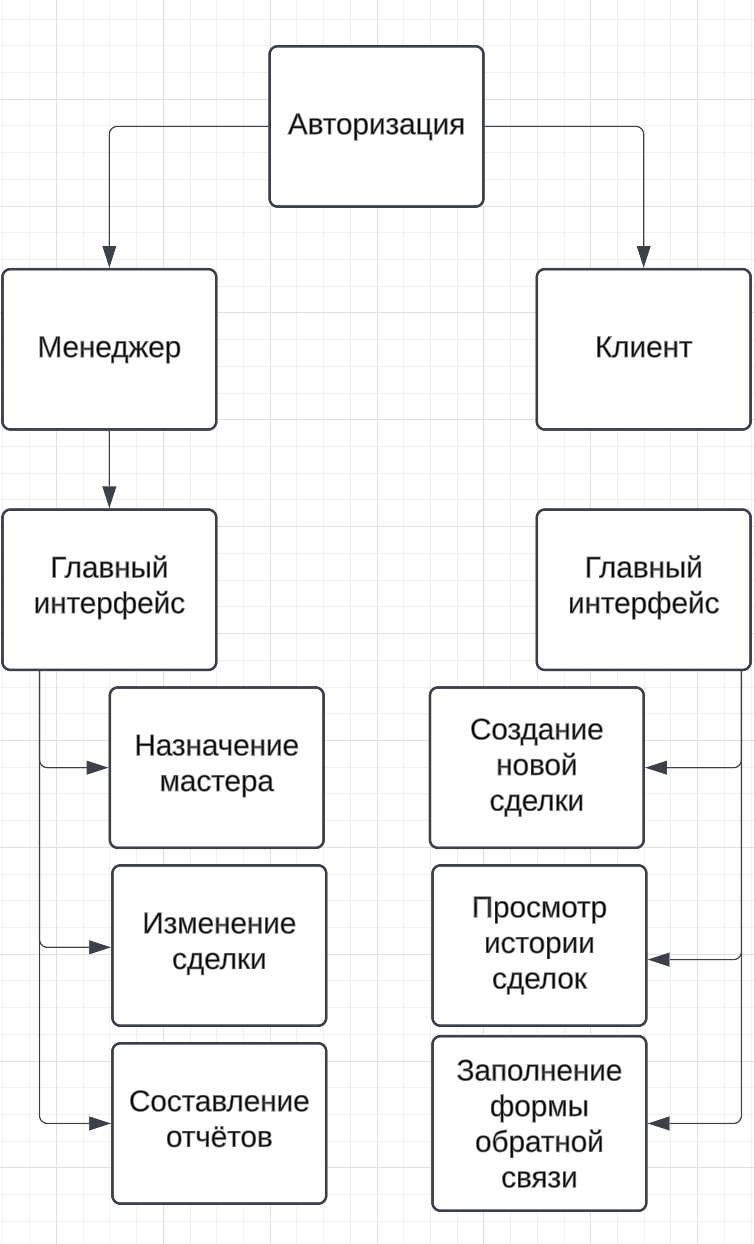 Авторизация
Менеджер
Клиент
Главный
интерфейс
Главный
интерфейс
Назначение
мастера
Создание
новой
сделки
Изменение
сделки
Просмотр
истории
сделок
Составление
отчётов
Заполнение
формы
обратной
связи